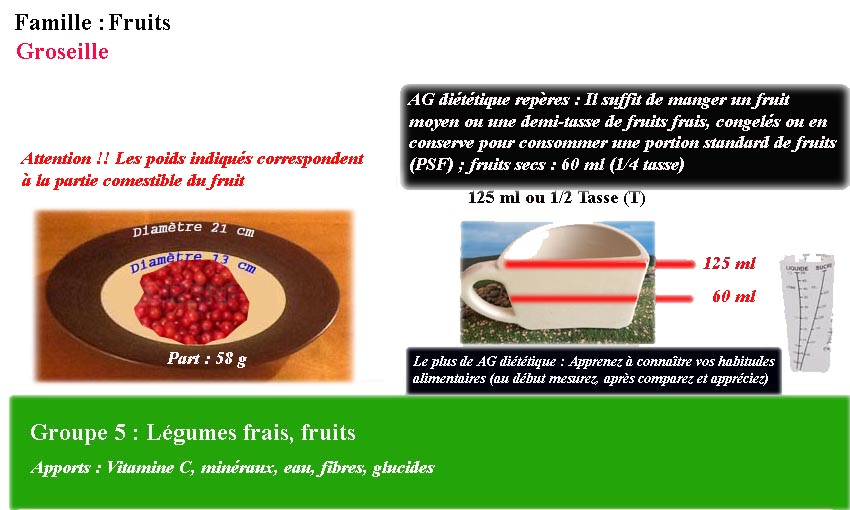 Famille : Fruits
Groseille
AG diététique repères : Il suffit de manger un fruit
moyen ou une demi-tasse de fruits frais, congelés ou en
conserve pour consommer une portion standard de fruits
(PSF) ; fruits secs : 60 ml (1/4 tasse)
Attention !! Les poids indiqués correspondent
à la partie comestible du fruit
125 ml ou 1/2 Tasse (T)
Diamètre 21 cm
Diamètre 13 cm
Part : 58 g
125 ml
60 ml
LIQUIDE SUCRE
Le plus de AG diététique : Apprenez à connaître vos habitudes
alimentaires (au début mesurez, après comparez et appréciez)
Groupe 5 : Légumes frais, fruits
Apports : Vitamine C, minéraux, eau, fibres, glucides